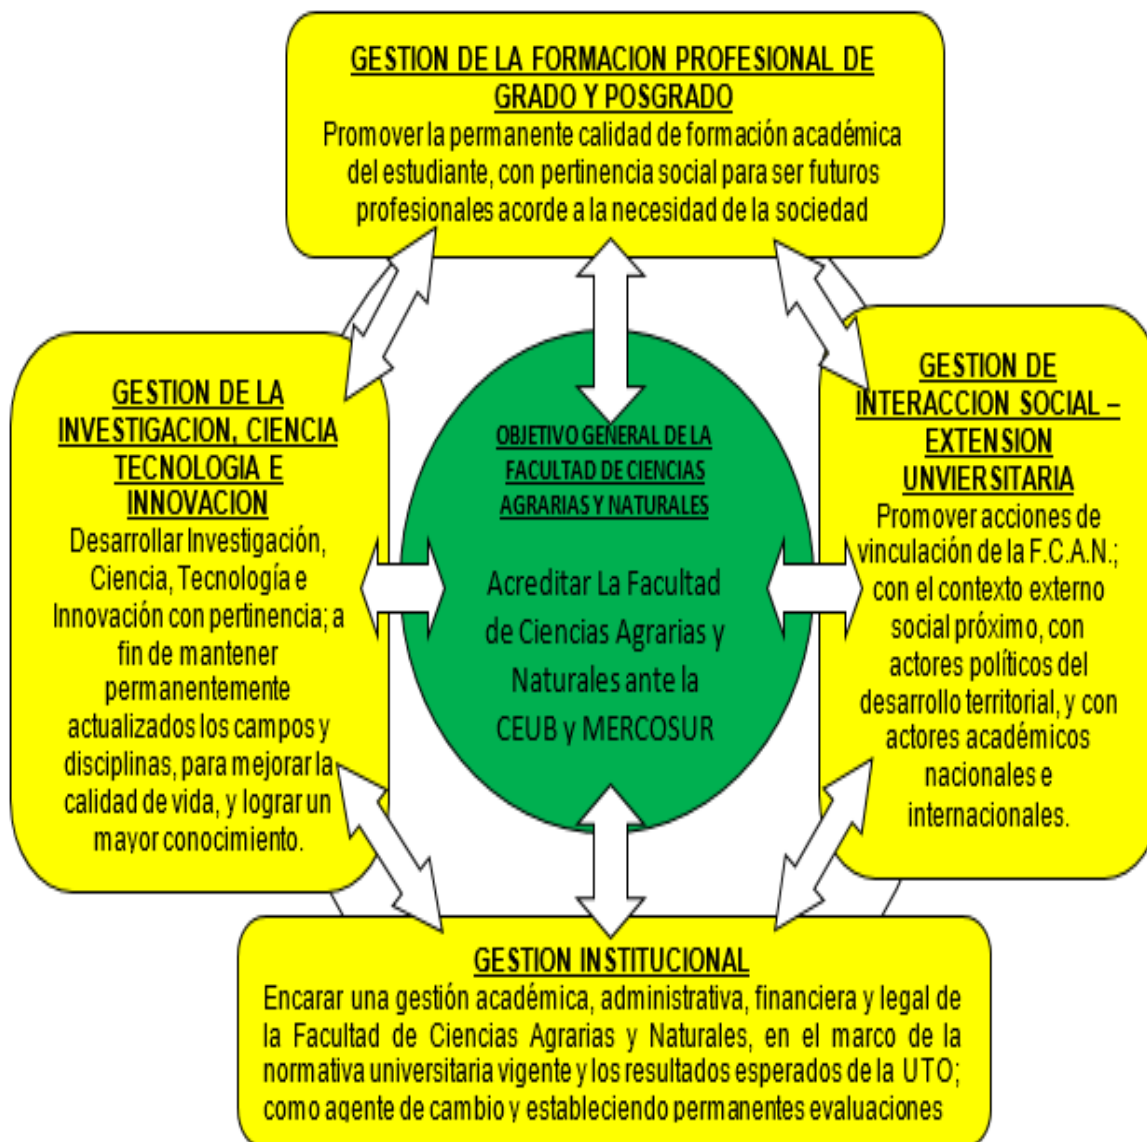 GESTION DE LA FORMACION PROFESIONAL DE
GRADO Y POSGRADO
Promover la permanente calidad de formación académica
del estudiante, con pertinencia social para ser futuros
profesionales acorde a la necesidad de la sociedad
GESTION DE LA
INVESTIGACION, CIENCIA
TECNOLOGIA E
INNOVACION
Desarrollar Investigación,
Ciencia, Tecnología e
Innovación con pertinencia; a
fin de mantener
permanentemente
actualizados los campos y
disciplinas, para mejorar la
calidad de vida, y lograr un
mayor conocimiento.
OBJETIVO GENERAL DE LA
FACULTAD DE CIENCIAS
AGRARIAS Y NATURALES
Acreditar La Facultad
de Ciencias Agrarias y
Naturales ante la
CEUB y MERCOSUR
GESTION DE
INTERACCION SOCIAL –
EXTENSION
UNVIERSITARIA
Promover acciones de
vinculación de la F.C.A.N.;
con el contexto externo
social próximo, con
actores políticos del
desarrollo territorial, y con
actores académicos
nacionales e
internacionales.
GESTION INSTITUCIONAL
Encarar una gestión académica, administrativa, financiera y legal de
la Facultad de Ciencias Agrarias y Naturales, en el marco de la
normativa universitaria vigente y los resultados esperados de la UTO;
como agente de cambio y estableciendo permanentes evaluaciones